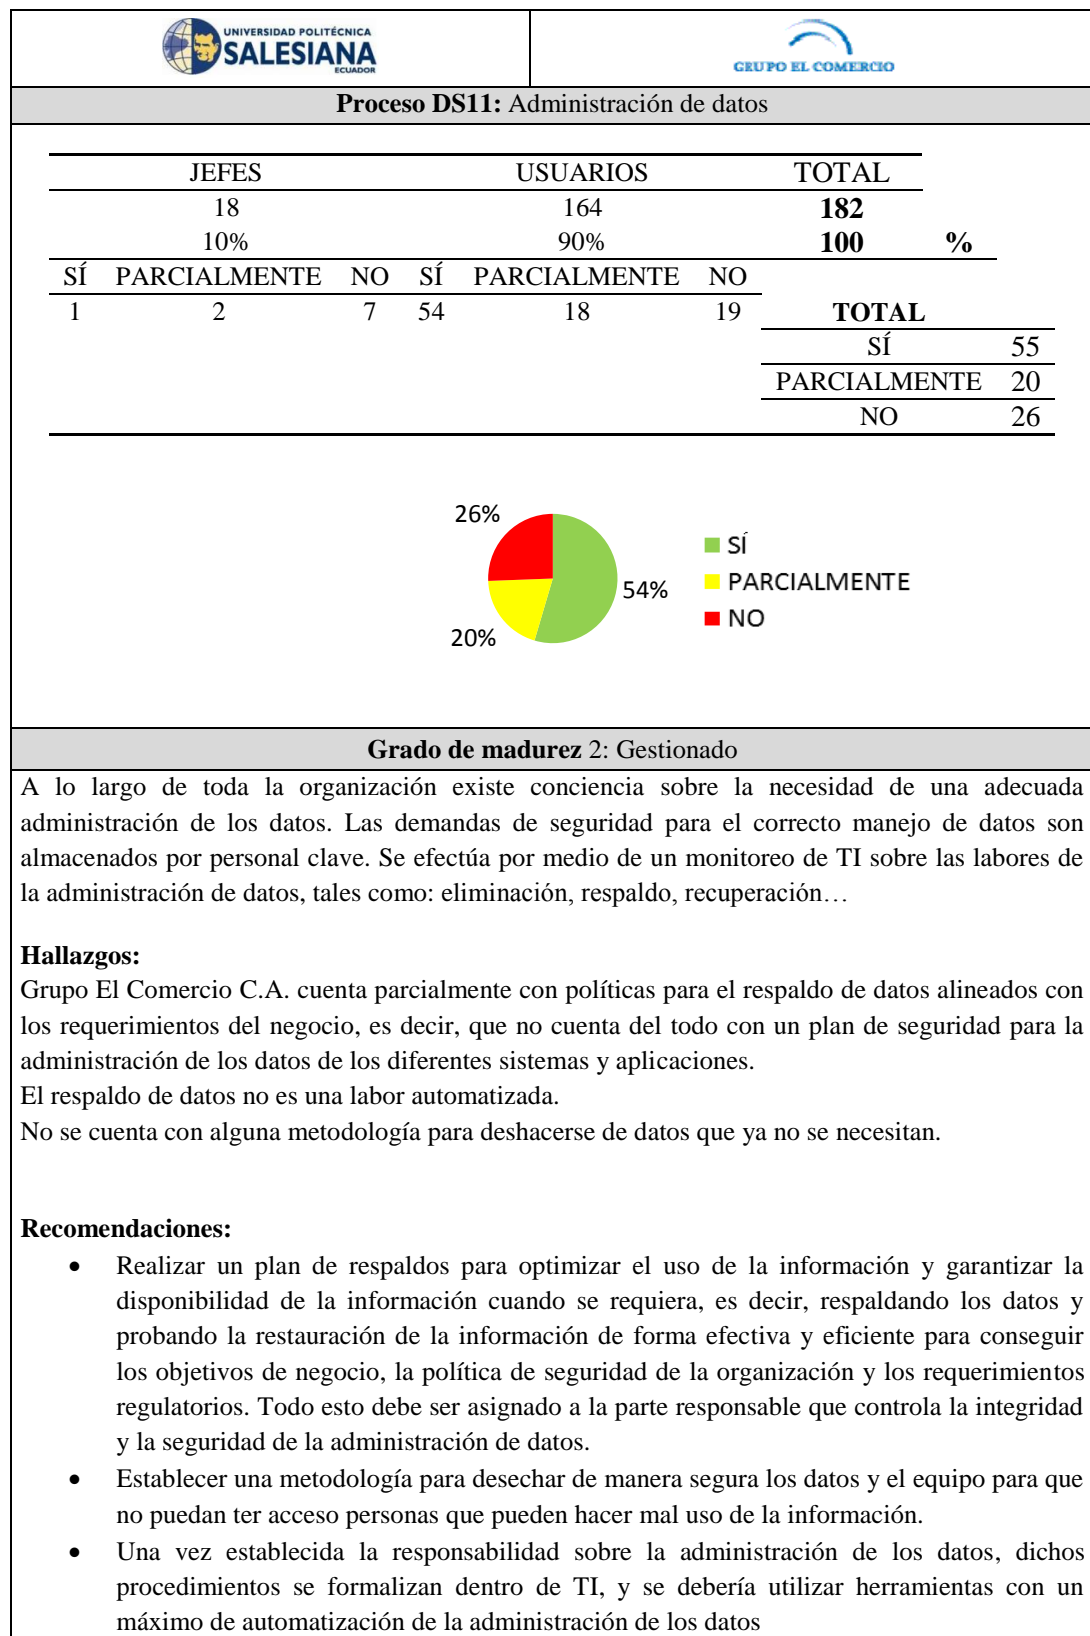 UNIVERSIDAD POLITÉCNICA
SALESIANA
ECUADOR
GRUPO EL COMERCIO
Proceso DS11: Administración de datos
JEFES USUARIOS TOTAL
18 164 182
10% 90% 100 %
SÍ PARCIALMENTE NO SÍ PARCIALMENTE NO
1 2 7 54 18 19 TOTAL
SÍ 55
PARCIALMENTE 20
NO 26
26%
54%
20%
SÍ
PARCIALMENTE
NO
Grado de madurez 2: Gestionado
A lo largo de toda la organización existe conciencia sobre la necesidad de una adecuada
administración de los datos. Las demandas de seguridad para el correcto manejo de datos son
almacenados por personal clave. Se efectúa por medio de un monitoreo de TI sobre las labores de
la administración de datos, tales como: eliminación, respaldo, recuperación…
Hallazgos:
Grupo El Comercio C.A. cuenta parcialmente con políticas para el respaldo de datos alineados con
los requerimientos del negocio, es decir, que no cuenta del todo con un plan de seguridad para la
administración de los datos de los diferentes sistemas y aplicaciones.
El respaldo de datos no es una labor automatizada.
No se cuenta con alguna metodología para deshacerse de datos que ya no se necesitan.
Recomendaciones:
• Realizar un plan de respaldos para optimizar el uso de la información y garantizar la
disponibilidad de la información cuando se requiera, es decir, respaldando los datos y
probando la restauración de la información de forma efectiva y eficiente para conseguir
los objetivos de negocio, la política de seguridad de la organización y los requerimientos
regulatorios. Todo esto debe ser asignado a la parte responsable que controla la integridad
y la seguridad de la administración de datos.
• Establecer una metodología para desechar de manera segura los datos y el equipo para que
no puedan ter acceso personas que pueden hacer mal uso de la información.
• Una vez establecida la responsabilidad sobre la administración de los datos, dichos
procedimientos se formalizan dentro de TI, y se debería utilizar herramientas con un
máximo de automatización de la administración de los datos